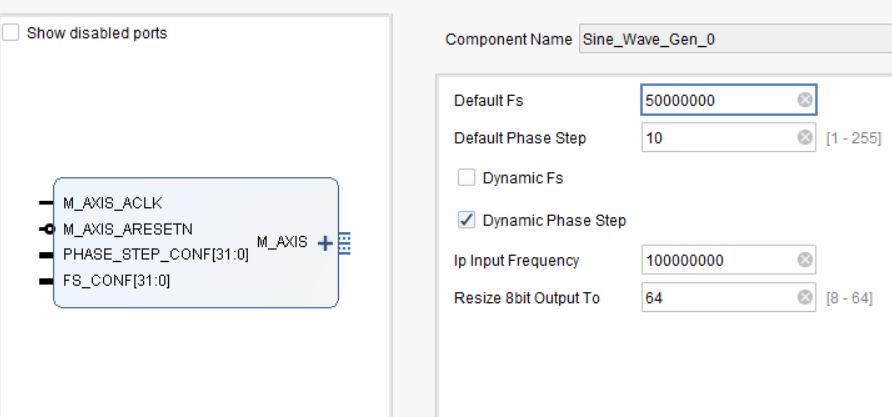 Show disabled ports
Component Name Sine_Wave_Gen_0
M_AXIS_ACLK
M_AXIS_ARESETN
PHASE_STEP_CONF[31:0]
FS_CONF[31:0]
M_AXIS
Default Fs 50000000
Default Phase Step 10 [1 - 255]
Dynamic Fs
Dynamic Phase Step
Ip Input Frequency 100000000
Resize 8bit Output To 64 [8 - 64]